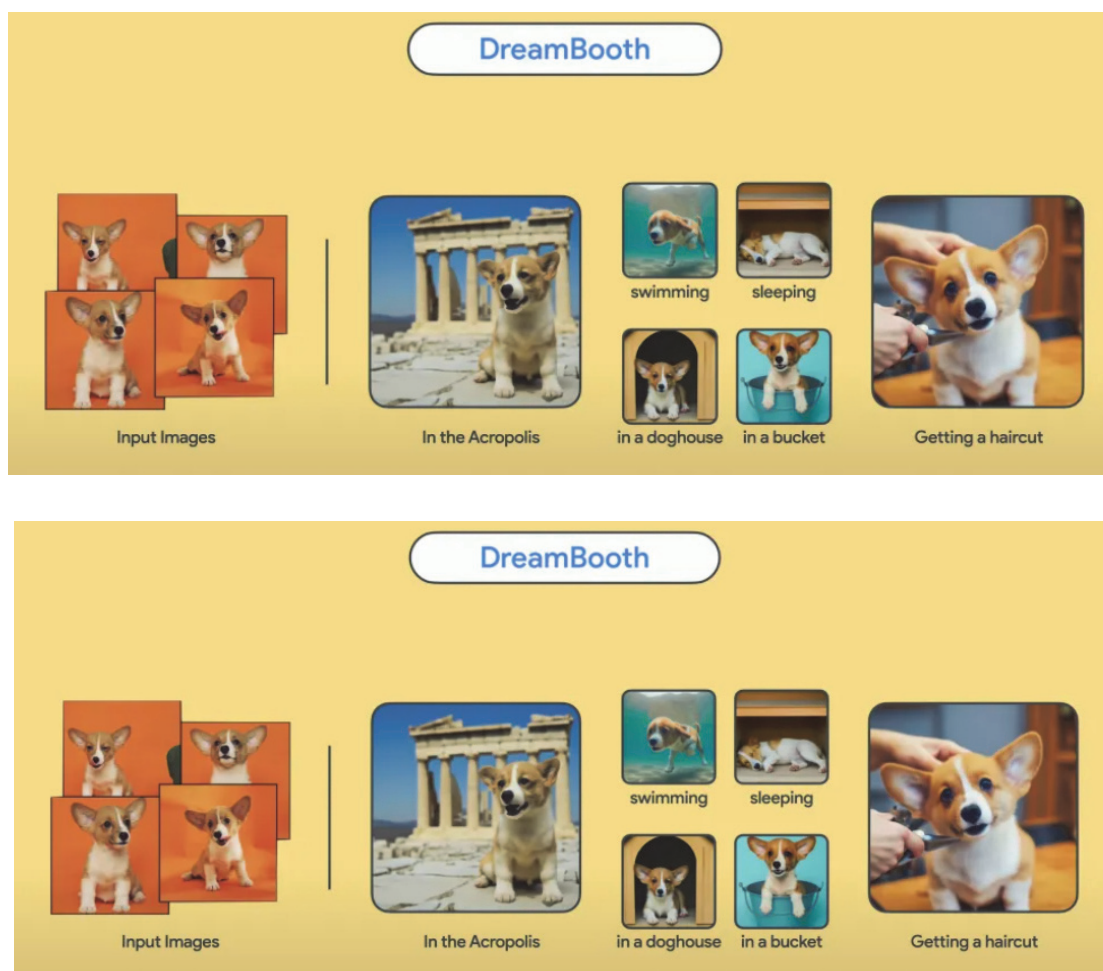 DreamBooth
swimming sleeping
Input Images In the Acropolis in a doghouse in a bucket Getting a haircut
DreamBooth
swimming sleeping
Input Images In the Acropolis in a doghouse in a bucket Getting a haircut